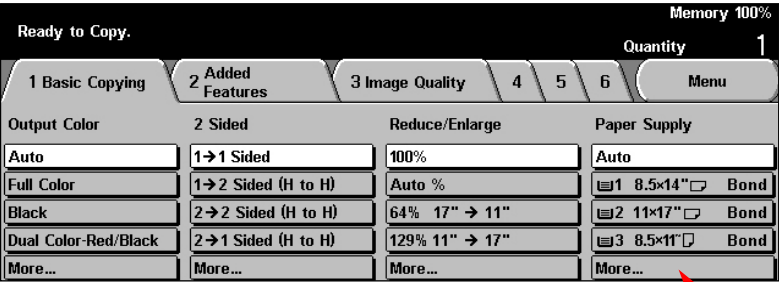 Memory 100%
Ready to Copy.
Quantity 1
1 Basic Copying
2 Added Features
3 Image Quality
4
5
6
Menu
Output Color
Auto
Full Color
Black
Dual Color-Red/Black
More...
2 Sided
1→1 Sided
1→2 Sided (H to H)
2→2 Sided (H to H)
2→1 Sided (H to H)
More...
Reduce/Enlarge
100%
Auto %
64% 17" → 11"
129% 11" → 17"
More...
Paper Supply
Auto
1 8.5×14" Bond
2 11×17" Bond
3 8.5×11" Bond
More...